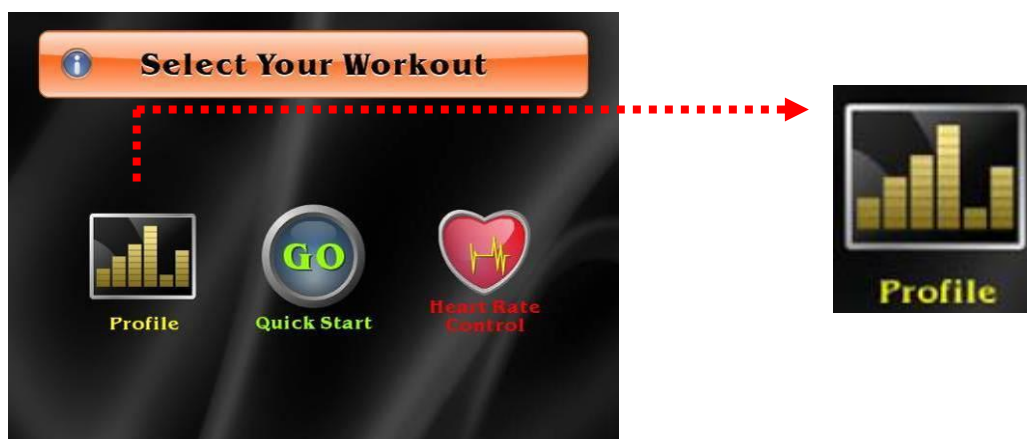 Select Your Workout
GO
Profile
Quick Start
Heart Rate
Control
Profile